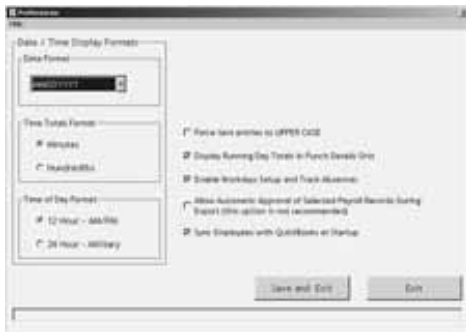 Preferences
File
Date / Time Display Formats
Date Format
Time Totals Format
Minutes
Hundredths
Time of Day Format
12 Hour - AM/PM
24 Hour - Military
Force text entries to UPPER CASE
Display Running Day Totals in Punch Details Grid
Enable Workdays Setup and Track Absences
Allow Automatic Approval of Selected Payroll Records During
Export (this option is not recommended)
Sync Employees with QuickBooks at Startup
Save and Exit
Exit